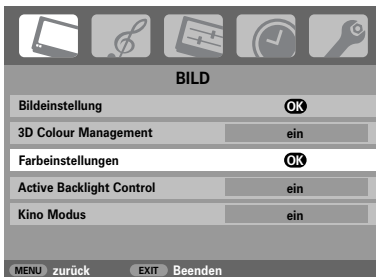 BILD
Bildeinstellung OK
3D Colour Management ein
Farbeinstellungen OK
Active Backlight Control ein
Kino Modus ein
MENU zurück EXIT Beenden